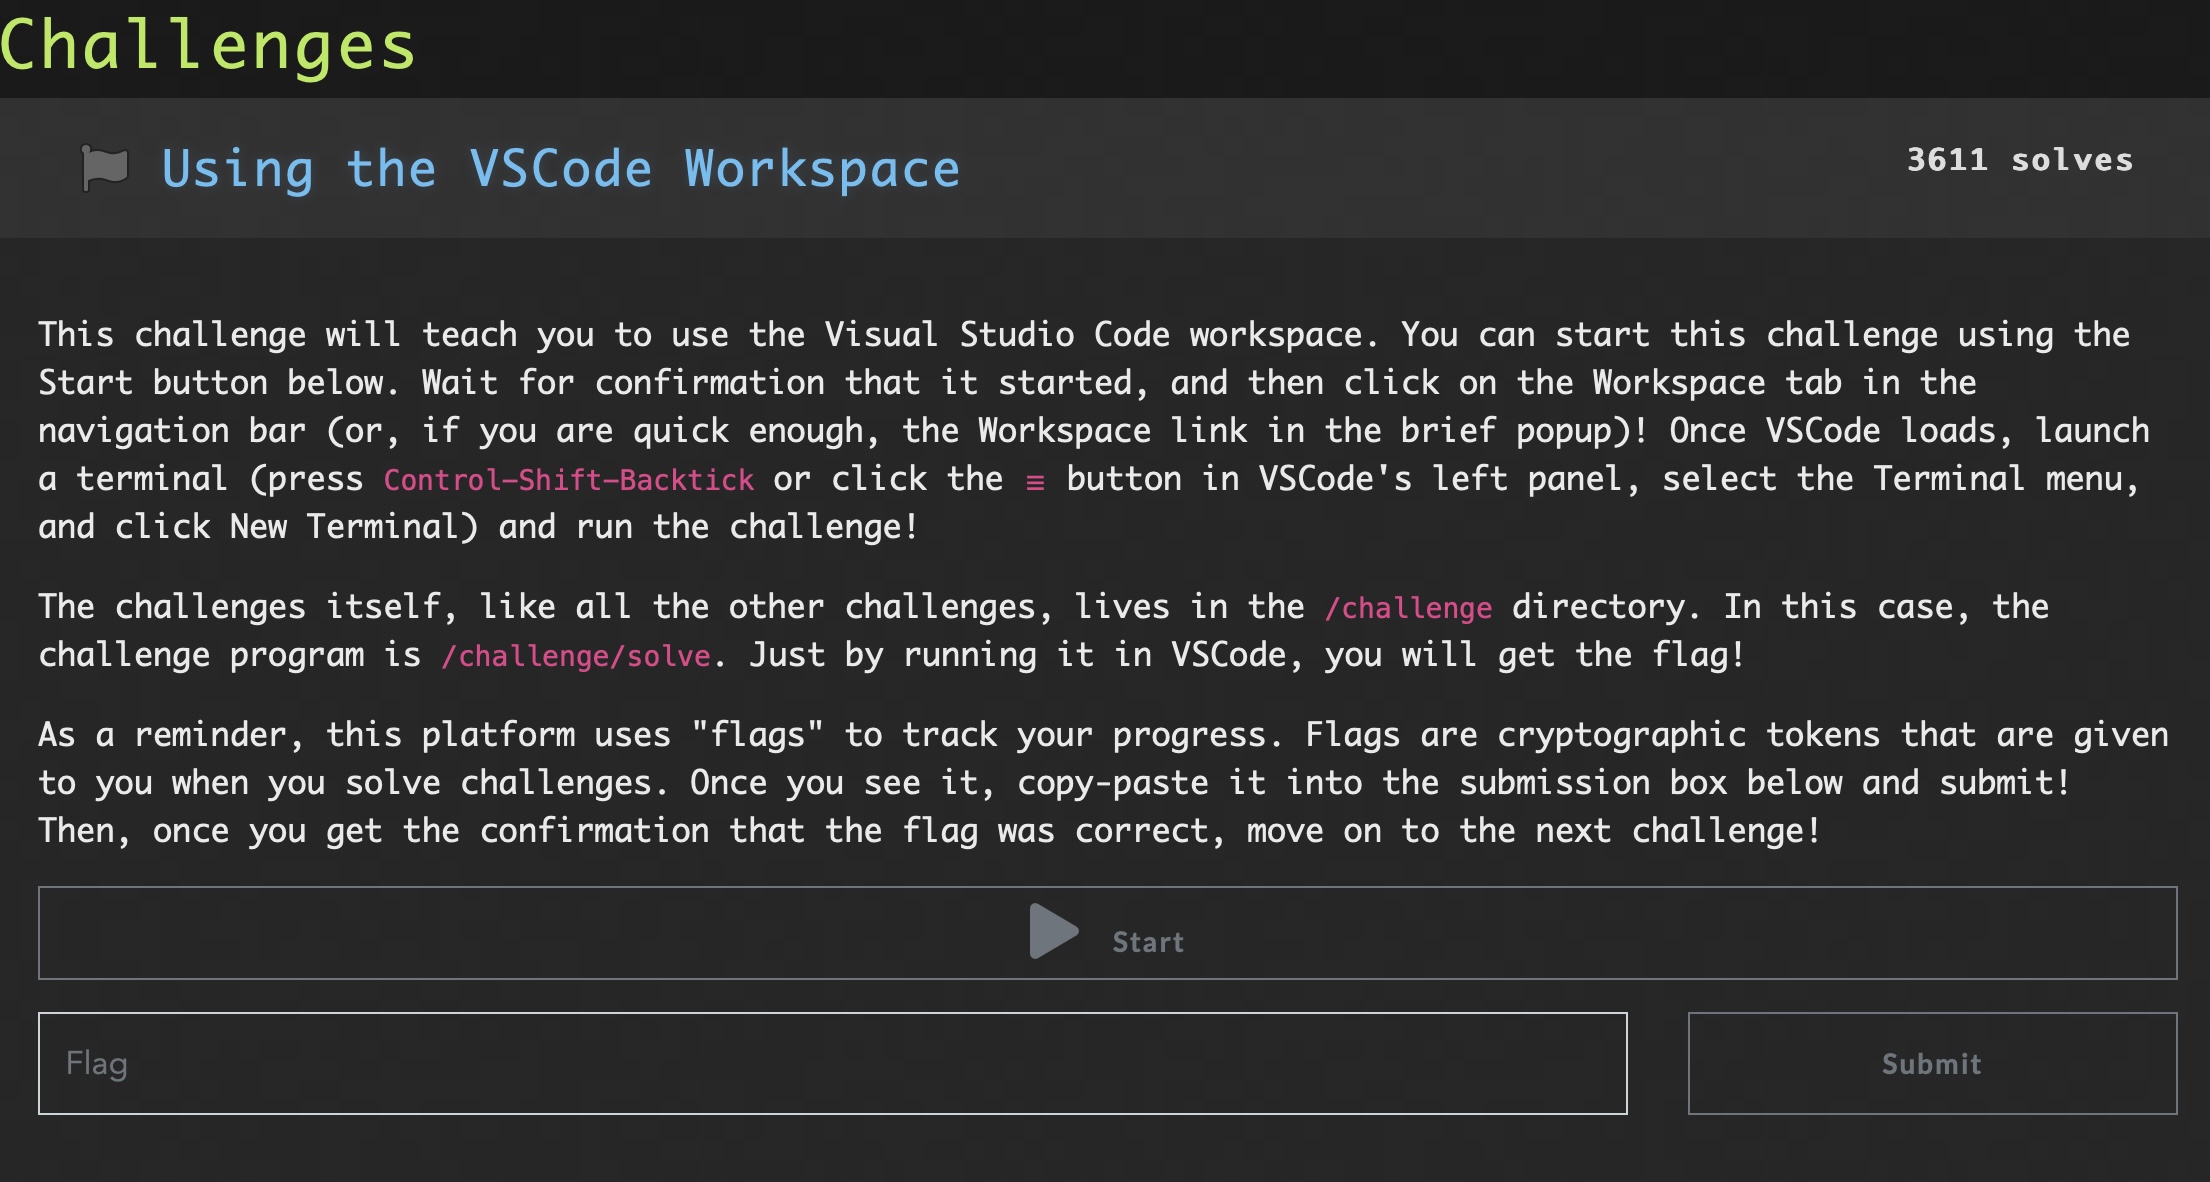 Challenges
Using the VSCode Workspace
3611 solves
This challenge will teach you to use the Visual Studio Code workspace. You can start this challenge using the
Start button below. Wait for confirmation that it started, and then click on the Workspace tab in the
navigation bar (or, if you are quick enough, the Workspace link in the brief popup)! Once VSCode loads, launch
a terminal (press Control-Shift-Backtick or click the ≡ button in VSCode's left panel, select the Terminal menu,
and click New Terminal) and run the challenge!
The challenges itself, like all the other challenges, lives in the /challenge directory. In this case, the
challenge program is /challenge/solve. Just by running it in VSCode, you will get the flag!
As a reminder, this platform uses "flags" to track your progress. Flags are cryptographic tokens that are given
to you when you solve challenges. Once you see it, copy-paste it into the submission box below and submit!
Then, once you get the confirmation that the flag was correct, move on to the next challenge!
Start
Flag
Submit